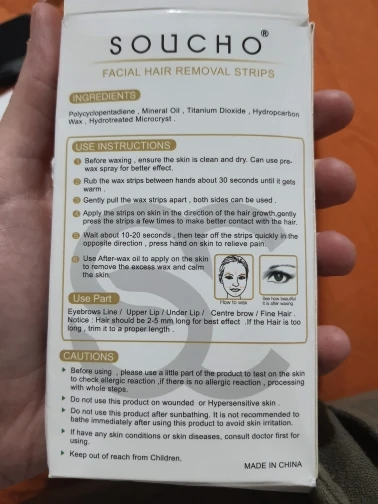 SOUCHO®
FACIAL HAIR REMOVAL STRIPS
INGREDIENTS
Polycyclopentadiene , Mineral Oil , Titanium Dioxide , Hydropcarbon
Wax , Hydrotreated Microcryst .
USE INSTRUCTIONS
1 Before waxing , ensure the skin is clean and dry. Can use pre-
wax spray for better effect.
2 Rub the wax strips between hands about 30 seconds until it gets
warm .
3 Gently pull the wax strips apart , both sides can be used .
4 Apply the strips on skin in the direction of the hair growth,gently
press the strips a few times to make better contact with the hair.
5 Wait about 10-20 seconds , then tear off the strips quickly in the
opposite direction , press hand on skin to relieve pain.
6 Use After-wax oil to apply on the skin
to remove the excess wax and calm
the skin.
How to wax
See how beautiful
it is after waxing
Use Part
Eyebrows Line / Upper Lip / Under Lip / Centre brow / Fine Hair .
Notice : Hair should be 2-5 mm long for best effect .If the Hair is too
long , trim it to a proper length .
CAUTIONS
Before using , please use a little part of the product to test on the skin
to check allergic reaction ,if there is no allergic reaction , processing
with whole steps.
Do not use this product on wounded or Hypersensitive skin .
Do not use this product after sunbathing. It is not recommended to
bathe immediately after using this product to avoid skin irritation.
If have any skin conditions or skin diseases, consult doctor first for
using.
Keep out of reach from Children.
MADE IN CHINA